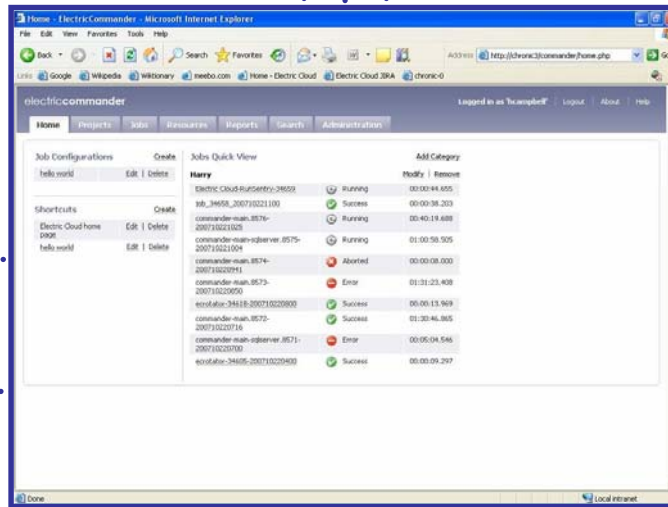 Home - ElectricCommander - Microsoft Internet Explorer
File Edit View Favorites Tools Help
Back Search Favorites Address http://chronic3/commander/home.php Go
Links Google Wikipedia Wiktionary meebo.com Home - Electric Cloud Electric Cloud JIRA chronic-0
electriccommander Logged in as 'hcampbell' Logout About Help
Home Projects Jobs Resources Reports Search Administration
Job Configurations Create
hello world Edit | Delete
Shortcuts Create
Electric Cloud home page Edit | Delete
hello world Edit | Delete
Jobs Quick View Add Category
Harry Modify | Remove
Electric Cloud-RunSentry-34659 Running 00:00:44.655
job_34658_200710221100 Success 00:00:38.203
commander-main.8576-
200710221025 Running 00:40:19.688
commander-main-sqlserver.8575-
200710221004 Running 01:00:58.505
commander-main.8574-
200710220941 Aborted 00:00:08.000
commander-main.8573-
200710220850 Error 01:31:23.408
ecrotator-34618-200710220800 Success 00:00:13.969
commander-main.8572-
200710220716 Success 01:30:46.865
commander-main-sqlserver.8571-
200710220700 Error 00:05:04.546
ecrotator-34605-200710220400 Success 00:00:09.297
Done Local intranet